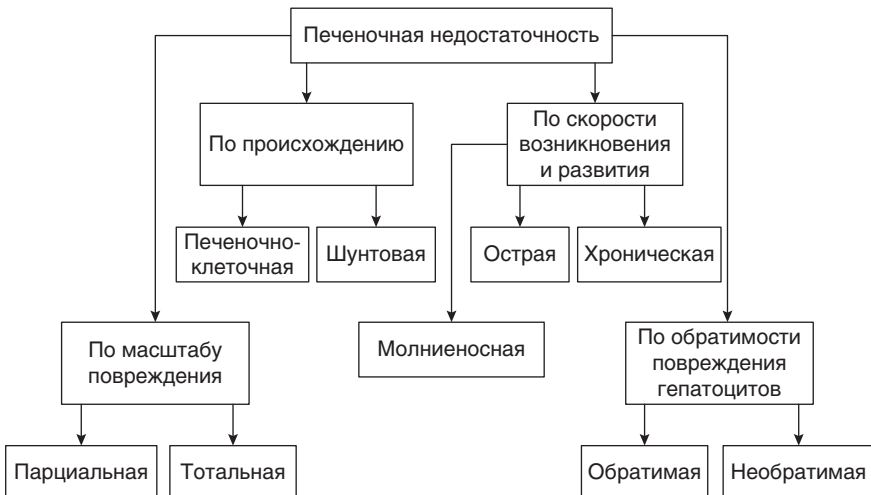 Печеночная недостаточность
По происхождению
По скорости
возникновения
и развития
Печеночно-
клеточная
Шунтовая
Острая
Хроническая
По масштабу
повреждения
Молниеносная
По обратимости
повреждения
гепатоцитов
Парциальная
Тотальная
Обратимая
Необратимая